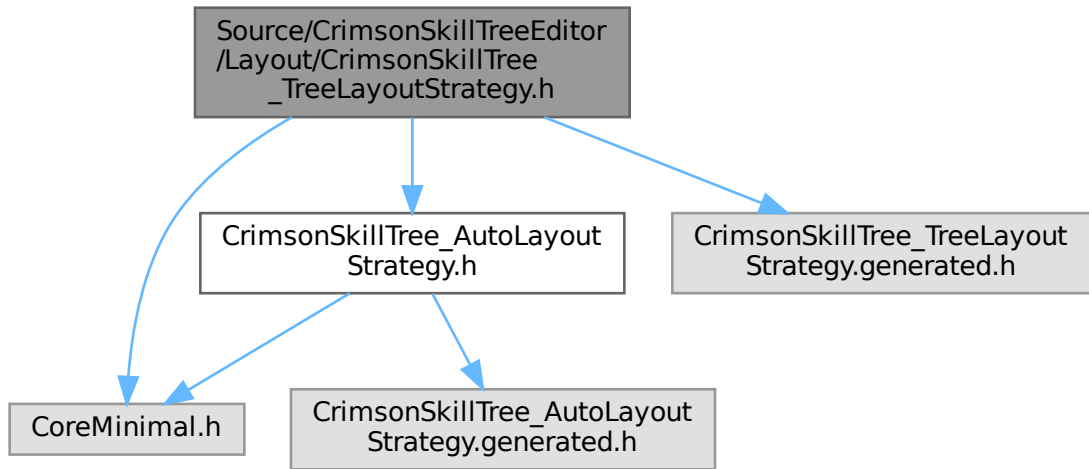 Source/CrimsonSkillTreeEditor
/Layout/CrimsonSkillTree
_TreeLayoutStrategy.h
CrimsonSkillTree_AutoLayout
Strategy.h
CrimsonSkillTree_TreeLayout
Strategy.generated.h
CoreMinimal.h
CrimsonSkillTree_AutoLayout
Strategy.generated.h